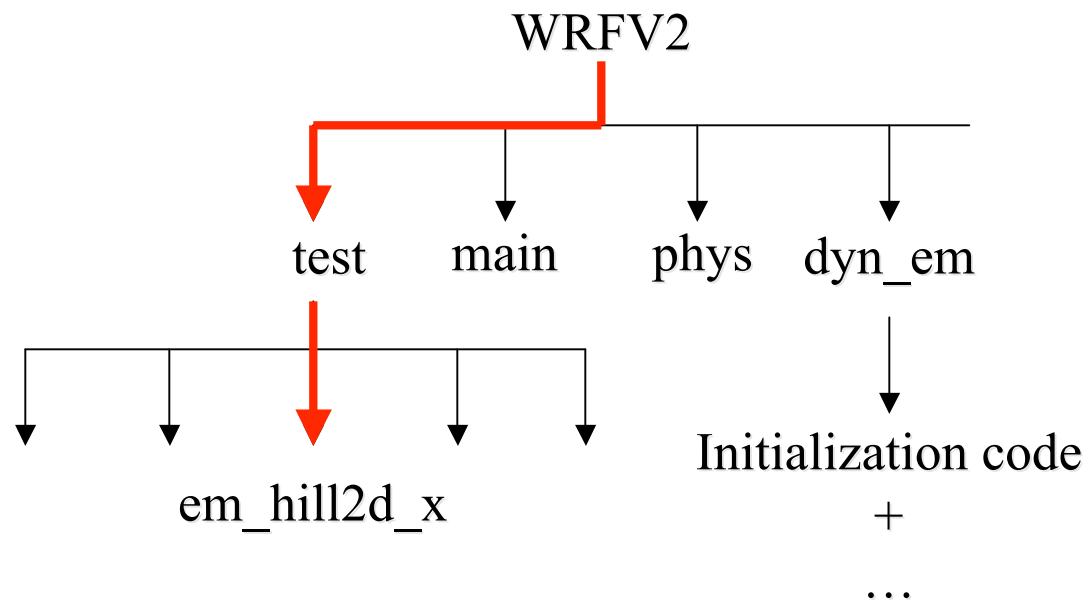 WRFV2
test main phys dyn_em
Initialization code
em_hill2d_x
+
...